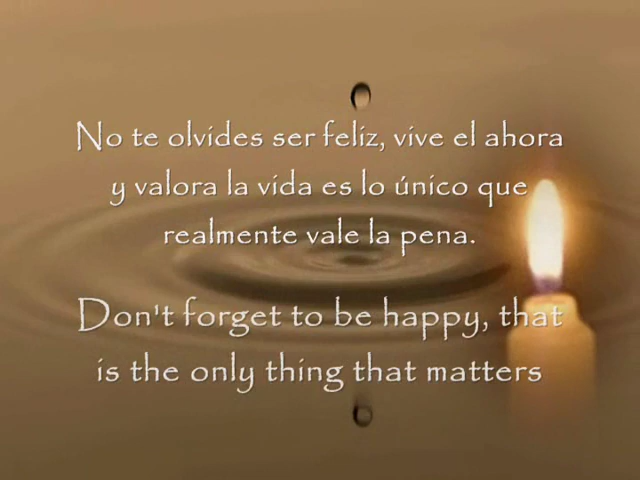 No te olvides ser feliz, vive el ahora
y valora la vida es lo único que
realmente vale la pena.
Don't forget to be happy, that
is the only thing that matters